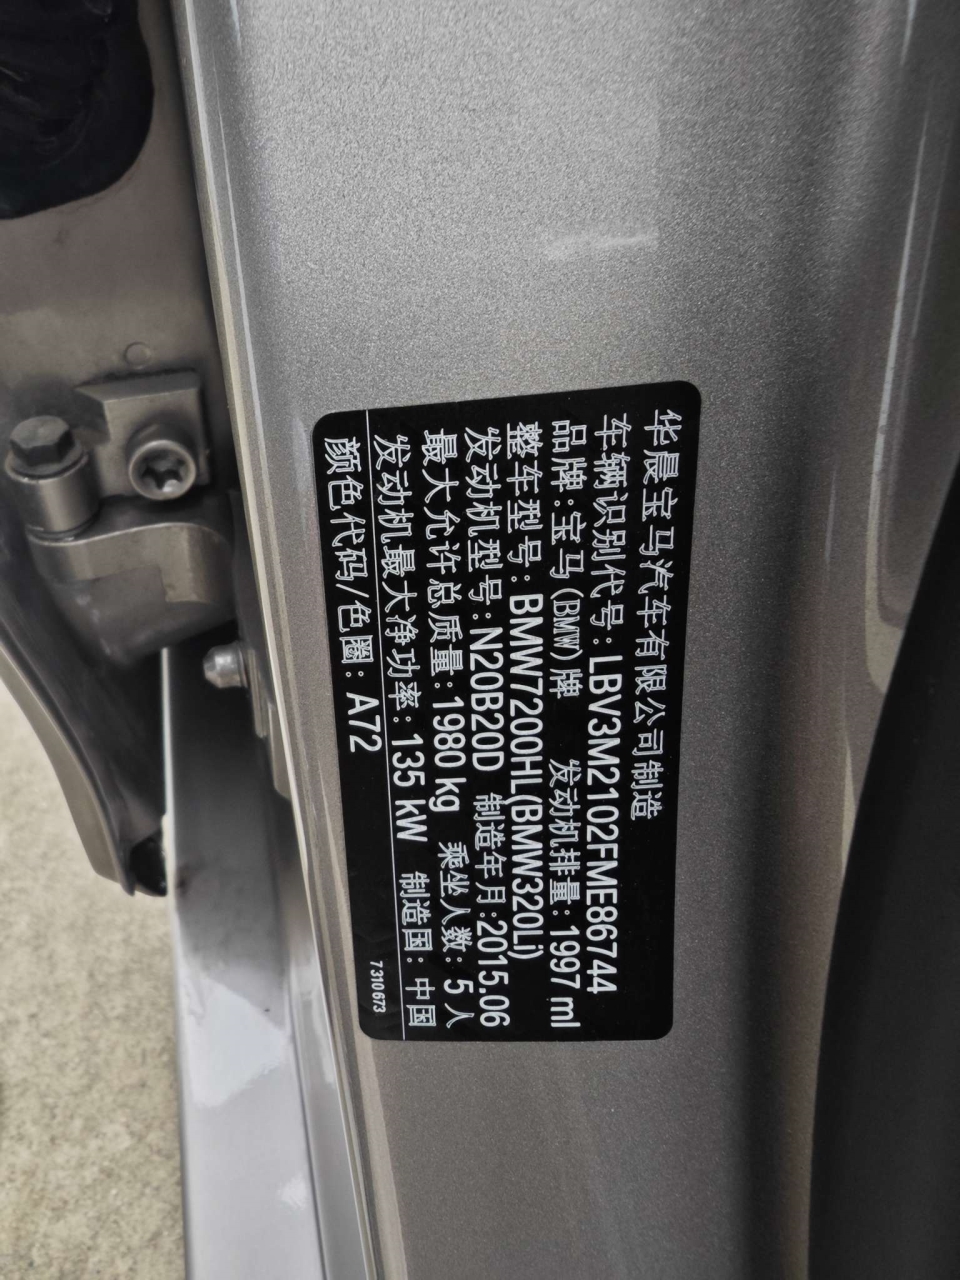 华晨宝马汽车有限公司制造
车辆识别代号：LBV3M2102FME86744
品牌：宝马(BMW)牌 发动机排量：1997 ml
整车型号：BMW7200HL(BMW320Li)
发动机型号：N20B20D 制造年月：2015.06
最大允许总质量：1980 kg 乘坐人数：5人
发动机最大净功率：135 kW 制造国：中国
颜色代码/色圈：A72 7310673